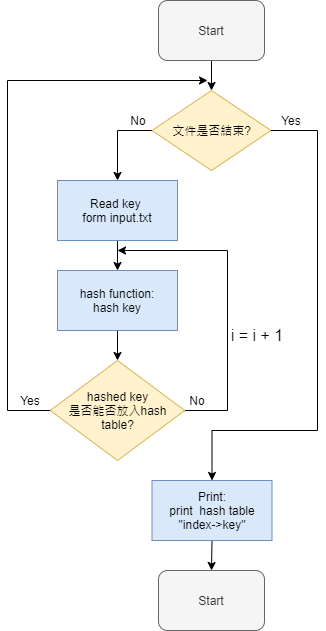 Start
文件是否結束?
No
Yes
Read key
form input.txt
hash function:
hash key
i = i + 1
hashed key
是否能否放入hash
table?
Yes
No
Print:
print  hash table
"index->key"
Start